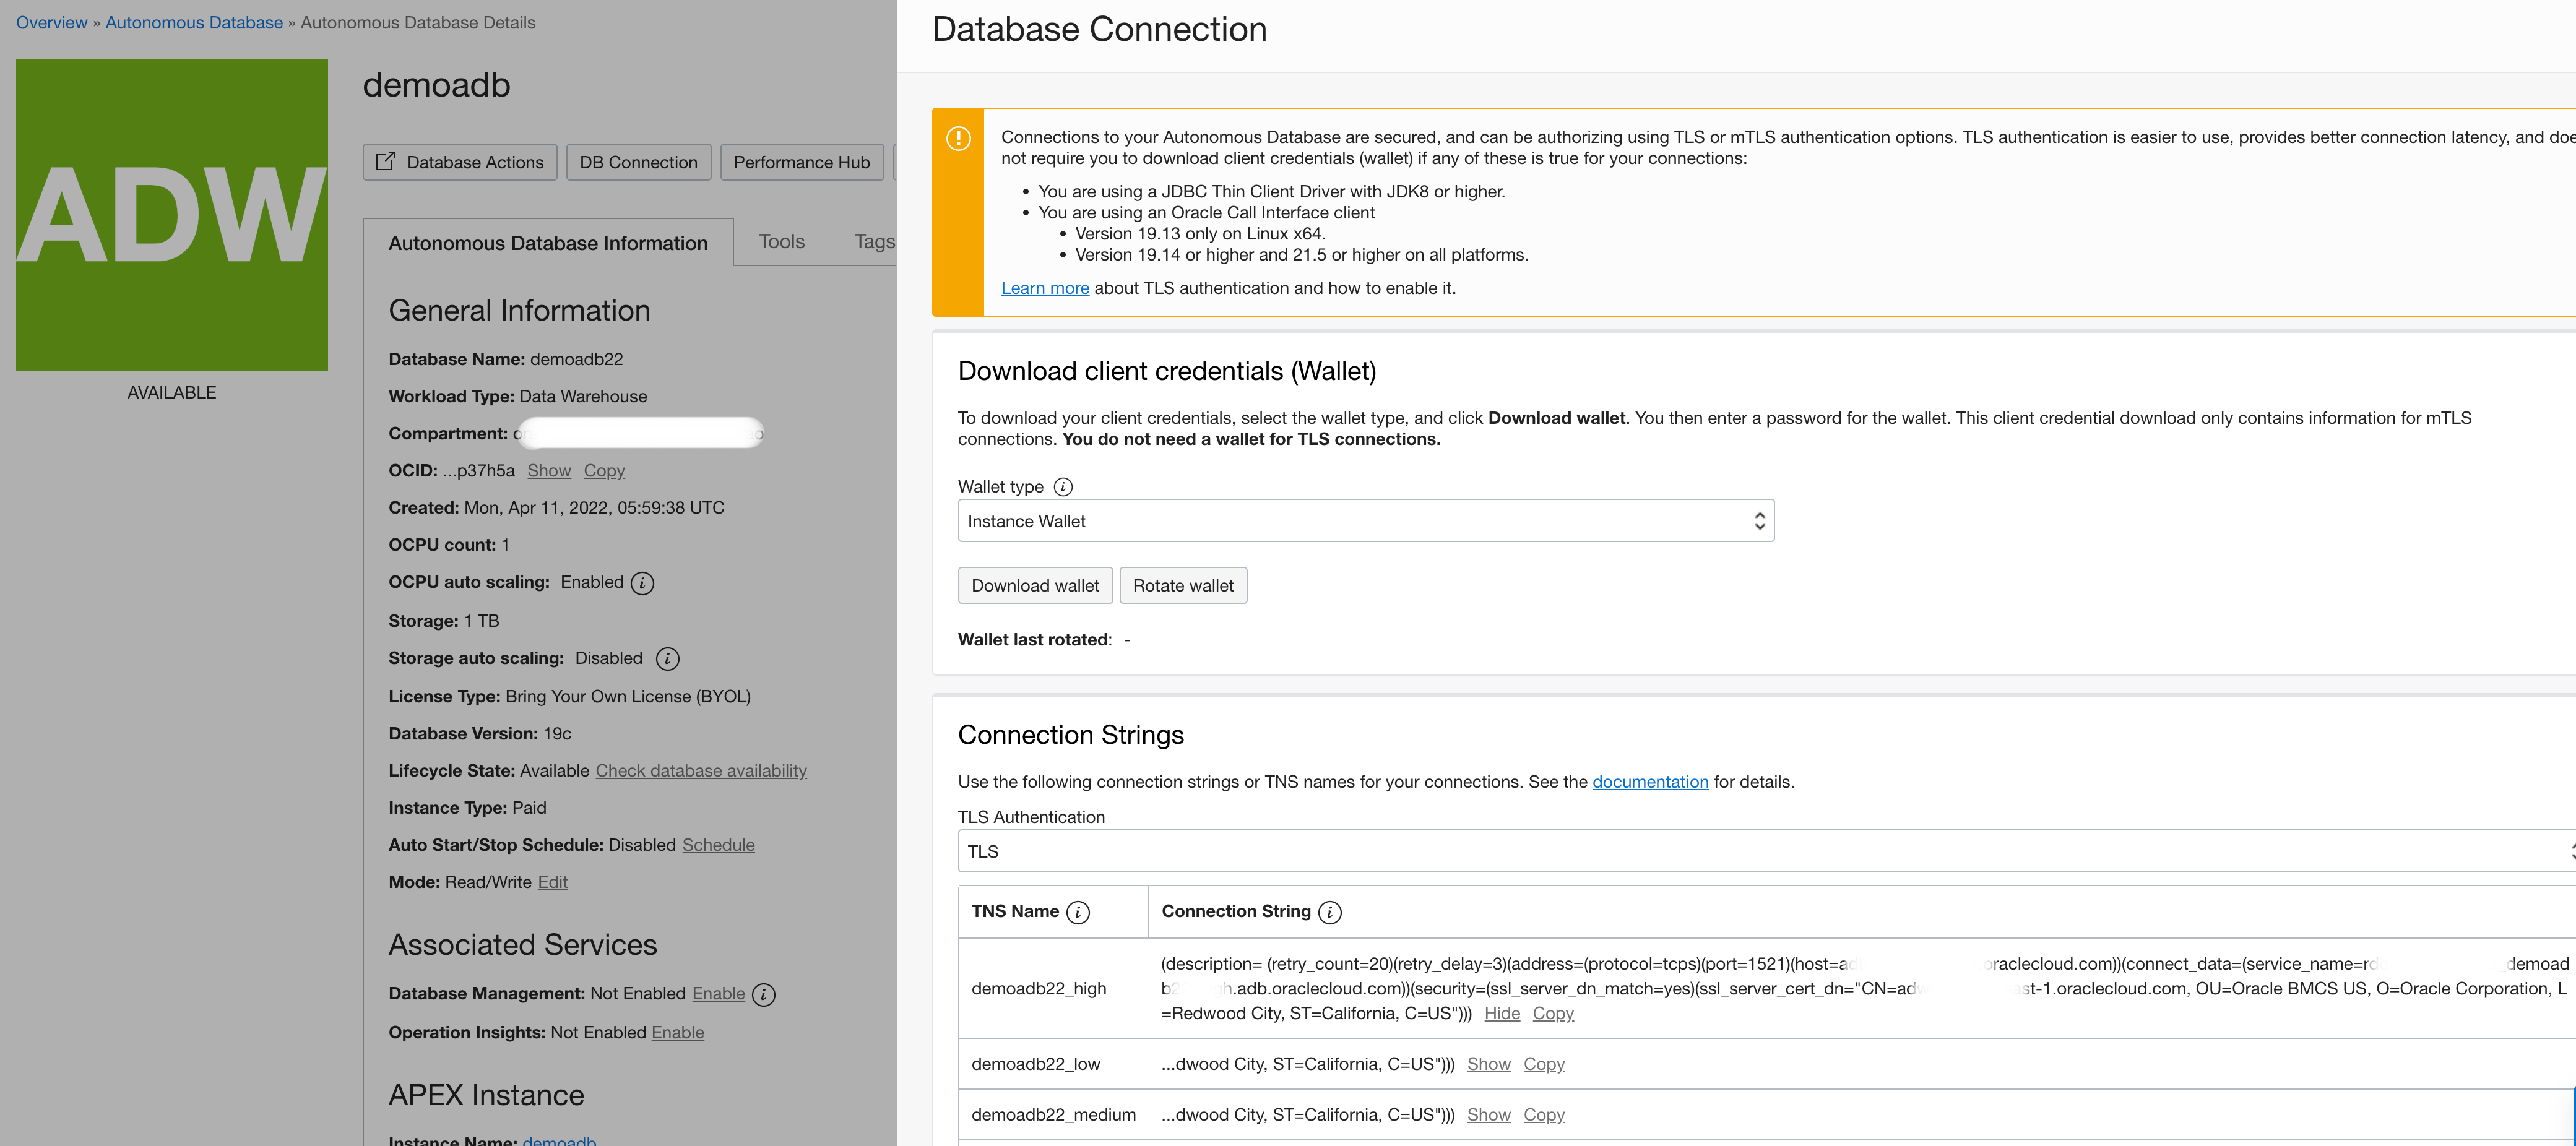 Overview » Autonomous Database » Autonomous Database Details
ADW
AVAILABLE
demoadb
Database Actions
DB Connection
Performance Hub
Autonomous Database Information
Tools
Tags
General Information
Database Name: demoadb22
Workload Type: Data Warehouse
Compartment:
OCID: ...p37h5a Show Copy
Created: Mon, Apr 11, 2022, 05:59:38 UTC
OCPU count: 1
OCPU auto scaling: Enabled
Storage: 1 TB
Storage auto scaling: Disabled
License Type: Bring Your Own License (BYOL)
Database Version: 19c
Lifecycle State: Available Check database availability
Instance Type: Paid
Auto Start/Stop Schedule: Disabled Schedule
Mode: Read/Write Edit
Associated Services
Database Management: Not Enabled Enable
Operation Insights: Not Enabled Enable
APEX Instance
Instance Name: demoadb
Database Connection
Connections to your Autonomous Database are secured, and can be authorizing using TLS or mTLS authentication options. TLS authentication is easier to use, provides better connection latency, and doe
not require you to download client credentials (wallet) if any of these is true for your connections:
• You are using a JDBC Thin Client Driver with JDK8 or higher.
• You are using an Oracle Call Interface client
• Version 19.13 only on Linux x64.
• Version 19.14 or higher and 21.5 or higher on all platforms.
Learn more about TLS authentication and how to enable it.
Download client credentials (Wallet)
To download your client credentials, select the wallet type, and click Download wallet. You then enter a password for the wallet. This client credential download only contains information for mTLS
connections. You do not need a wallet for TLS connections.
Wallet type
Instance Wallet
Download wallet
Rotate wallet
Wallet last rotated: -
Connection Strings
Use the following connection strings or TNS names for your connections. See the documentation for details.
TLS Authentication
TLS
TNS Name
Connection String
demoadb22_high
(description= (retry_count=20)(retry_delay=3)(address=(protocol=tcps)(port=1521)(host=ad oraclecloud.com))(connect_data=(service_name=rd _demoad
h.adb.oraclecloud.com))(security=(ssl_server_dn_match=yes)(ssl_server_cert_dn="CN=adw st-1.oraclecloud.com, OU=Oracle BMCS US, O=Oracle Corporation, L
=Redwood City, ST=California, C=US"))) Hide Copy
demoadb22_low
...dwood City, ST=California, C=US"))) Show Copy
demoadb22_medium
...dwood City, ST=California, C=US"))) Show Copy